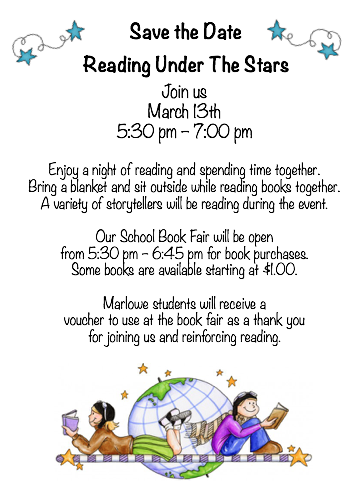 Save the Date
Reading Under The Stars
Join us
March 13th
5:30 pm – 7:00 pm
Enjoy a night of reading and spending time together.
Bring a blanket and sit outside while reading books together.
A variety of storytellers will be reading during the event.
Our School Book Fair will be open
from 5:30 pm – 6:45 pm for book purchases.
Some books are available starting at $1.00.
Marlowe students will receive a
voucher to use at the book fair as a thank you
for joining us and reinforcing reading.